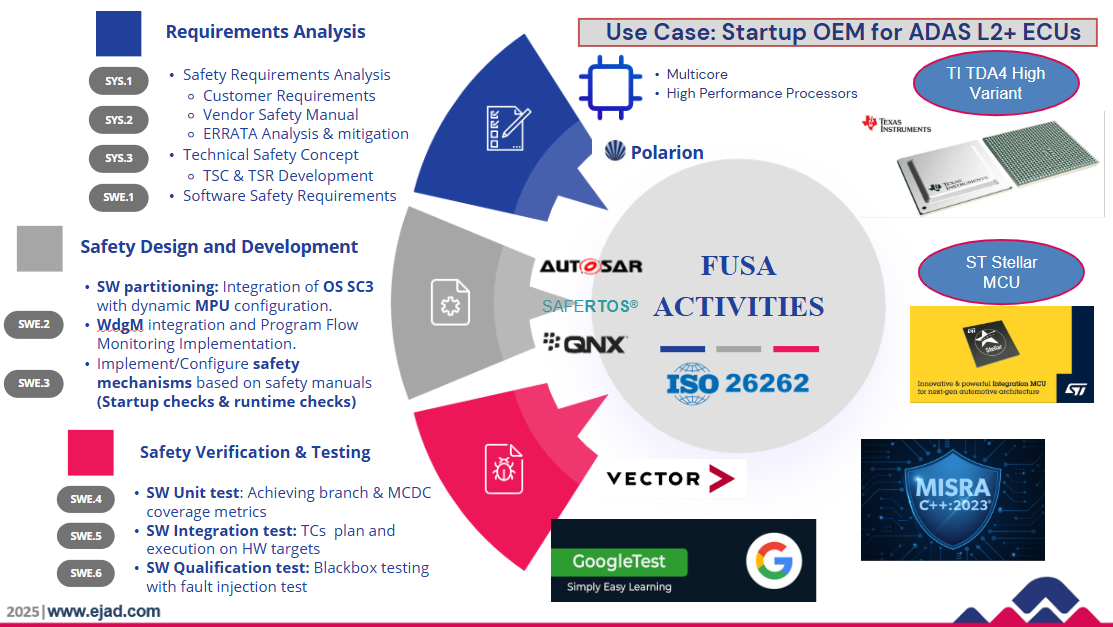 Use Case: Startup OEM for ADAS L2+ ECUs
Requirements Analysis
SYS.1
SYS.2
SYS.3
SWE.1
• Safety Requirements Analysis
Customer Requirements
Vendor Safety Manual
ERRATA Analysis & mitigation
• Technical Safety Concept
TSC & TSR Development
• Software Safety Requirements
Safety Design and Development
SWE.2
SWE.3
• SW partitioning: Integration of OS SC3
with dynamic MPU configuration.
• WdgM integration and Program Flow
Monitoring Implementation.
• Implement/Configure safety
mechanisms based on safety manuals
(Startup checks & runtime checks)
Safety Verification & Testing
SWE.4
SWE.5
SWE.6
• SW Unit test: Achieving branch & MCDC
coverage metrics
• SW Integration test: TCs plan and
execution on HW targets
• SW Qualification test: Blackbox testing
with fault injection test
• Multicore
• High Performance Processors
Polarion
AUTOSAR
SAFERTOS®
QNX
FUSA
ACTIVITIES
ISO 26262
VECTOR
GoogleTest
Simply Easy Learning
G
TI TDA4 High
Variant
TEXAS
INSTRUMENTS
TEXAS
INSTRUMENTS
ST Stellar
MCU
Stellar
Innovative & powerful Integration MCU
for next-gen automotive architecture
ST
MISRA
C++:2023
2025|www.ejad.com